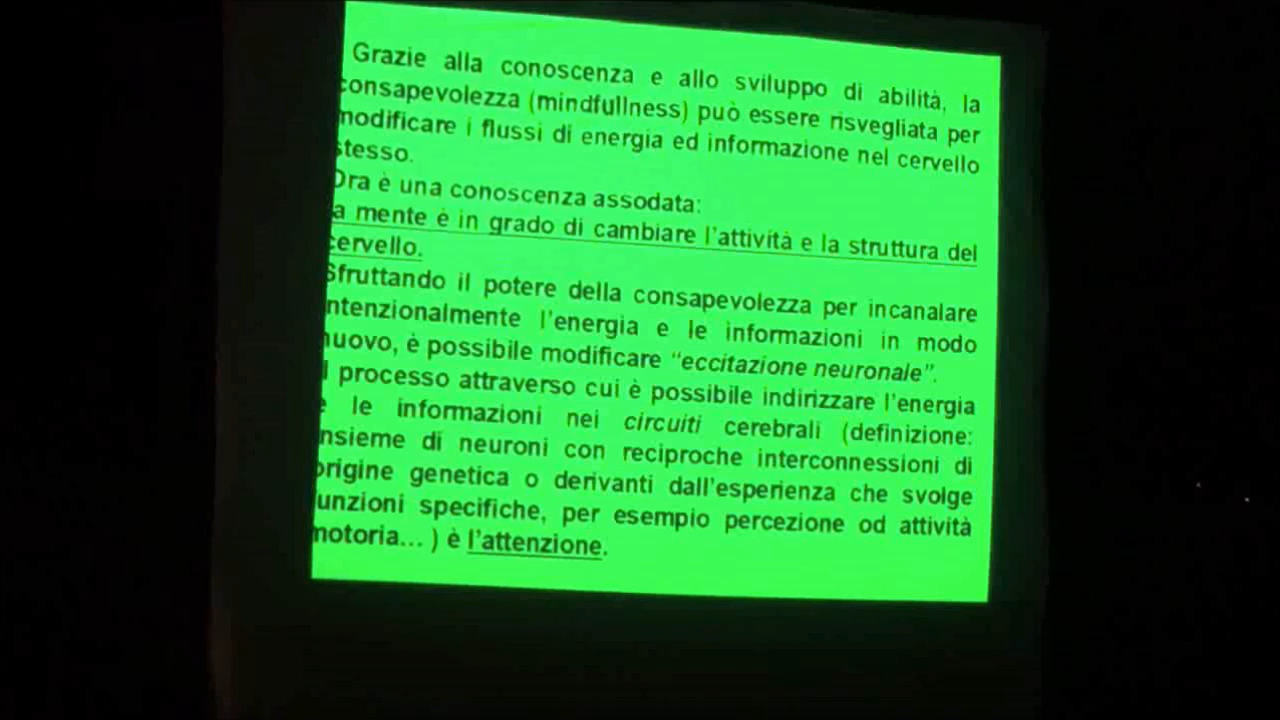 Grazie alla conoscenza e allo sviluppo di abilità, la
consapevolezza (mindfullness) può essere risvegliata per
modificare i flussi di energia ed informazione nel cervello
stesso.
Ora è una conoscenza assodata:
la mente è in grado di cambiare l'attività e la struttura del
cervello.
Sfruttando il potere della consapevolezza per incanalare
intenzionalmente l'energia e le informazioni in modo
nuovo, è possibile modificare "eccitazione neuronale".
Il processo attraverso cui è possibile indirizzare l'energia
e le informazioni nei circuiti cerebrali (definizione:
insieme di neuroni con reciproche interconnessioni di
origine genetica o derivanti dall'esperienza che svolge
funzioni specifiche, per esempio percezione od attività
motoria... ) è l'attenzione.